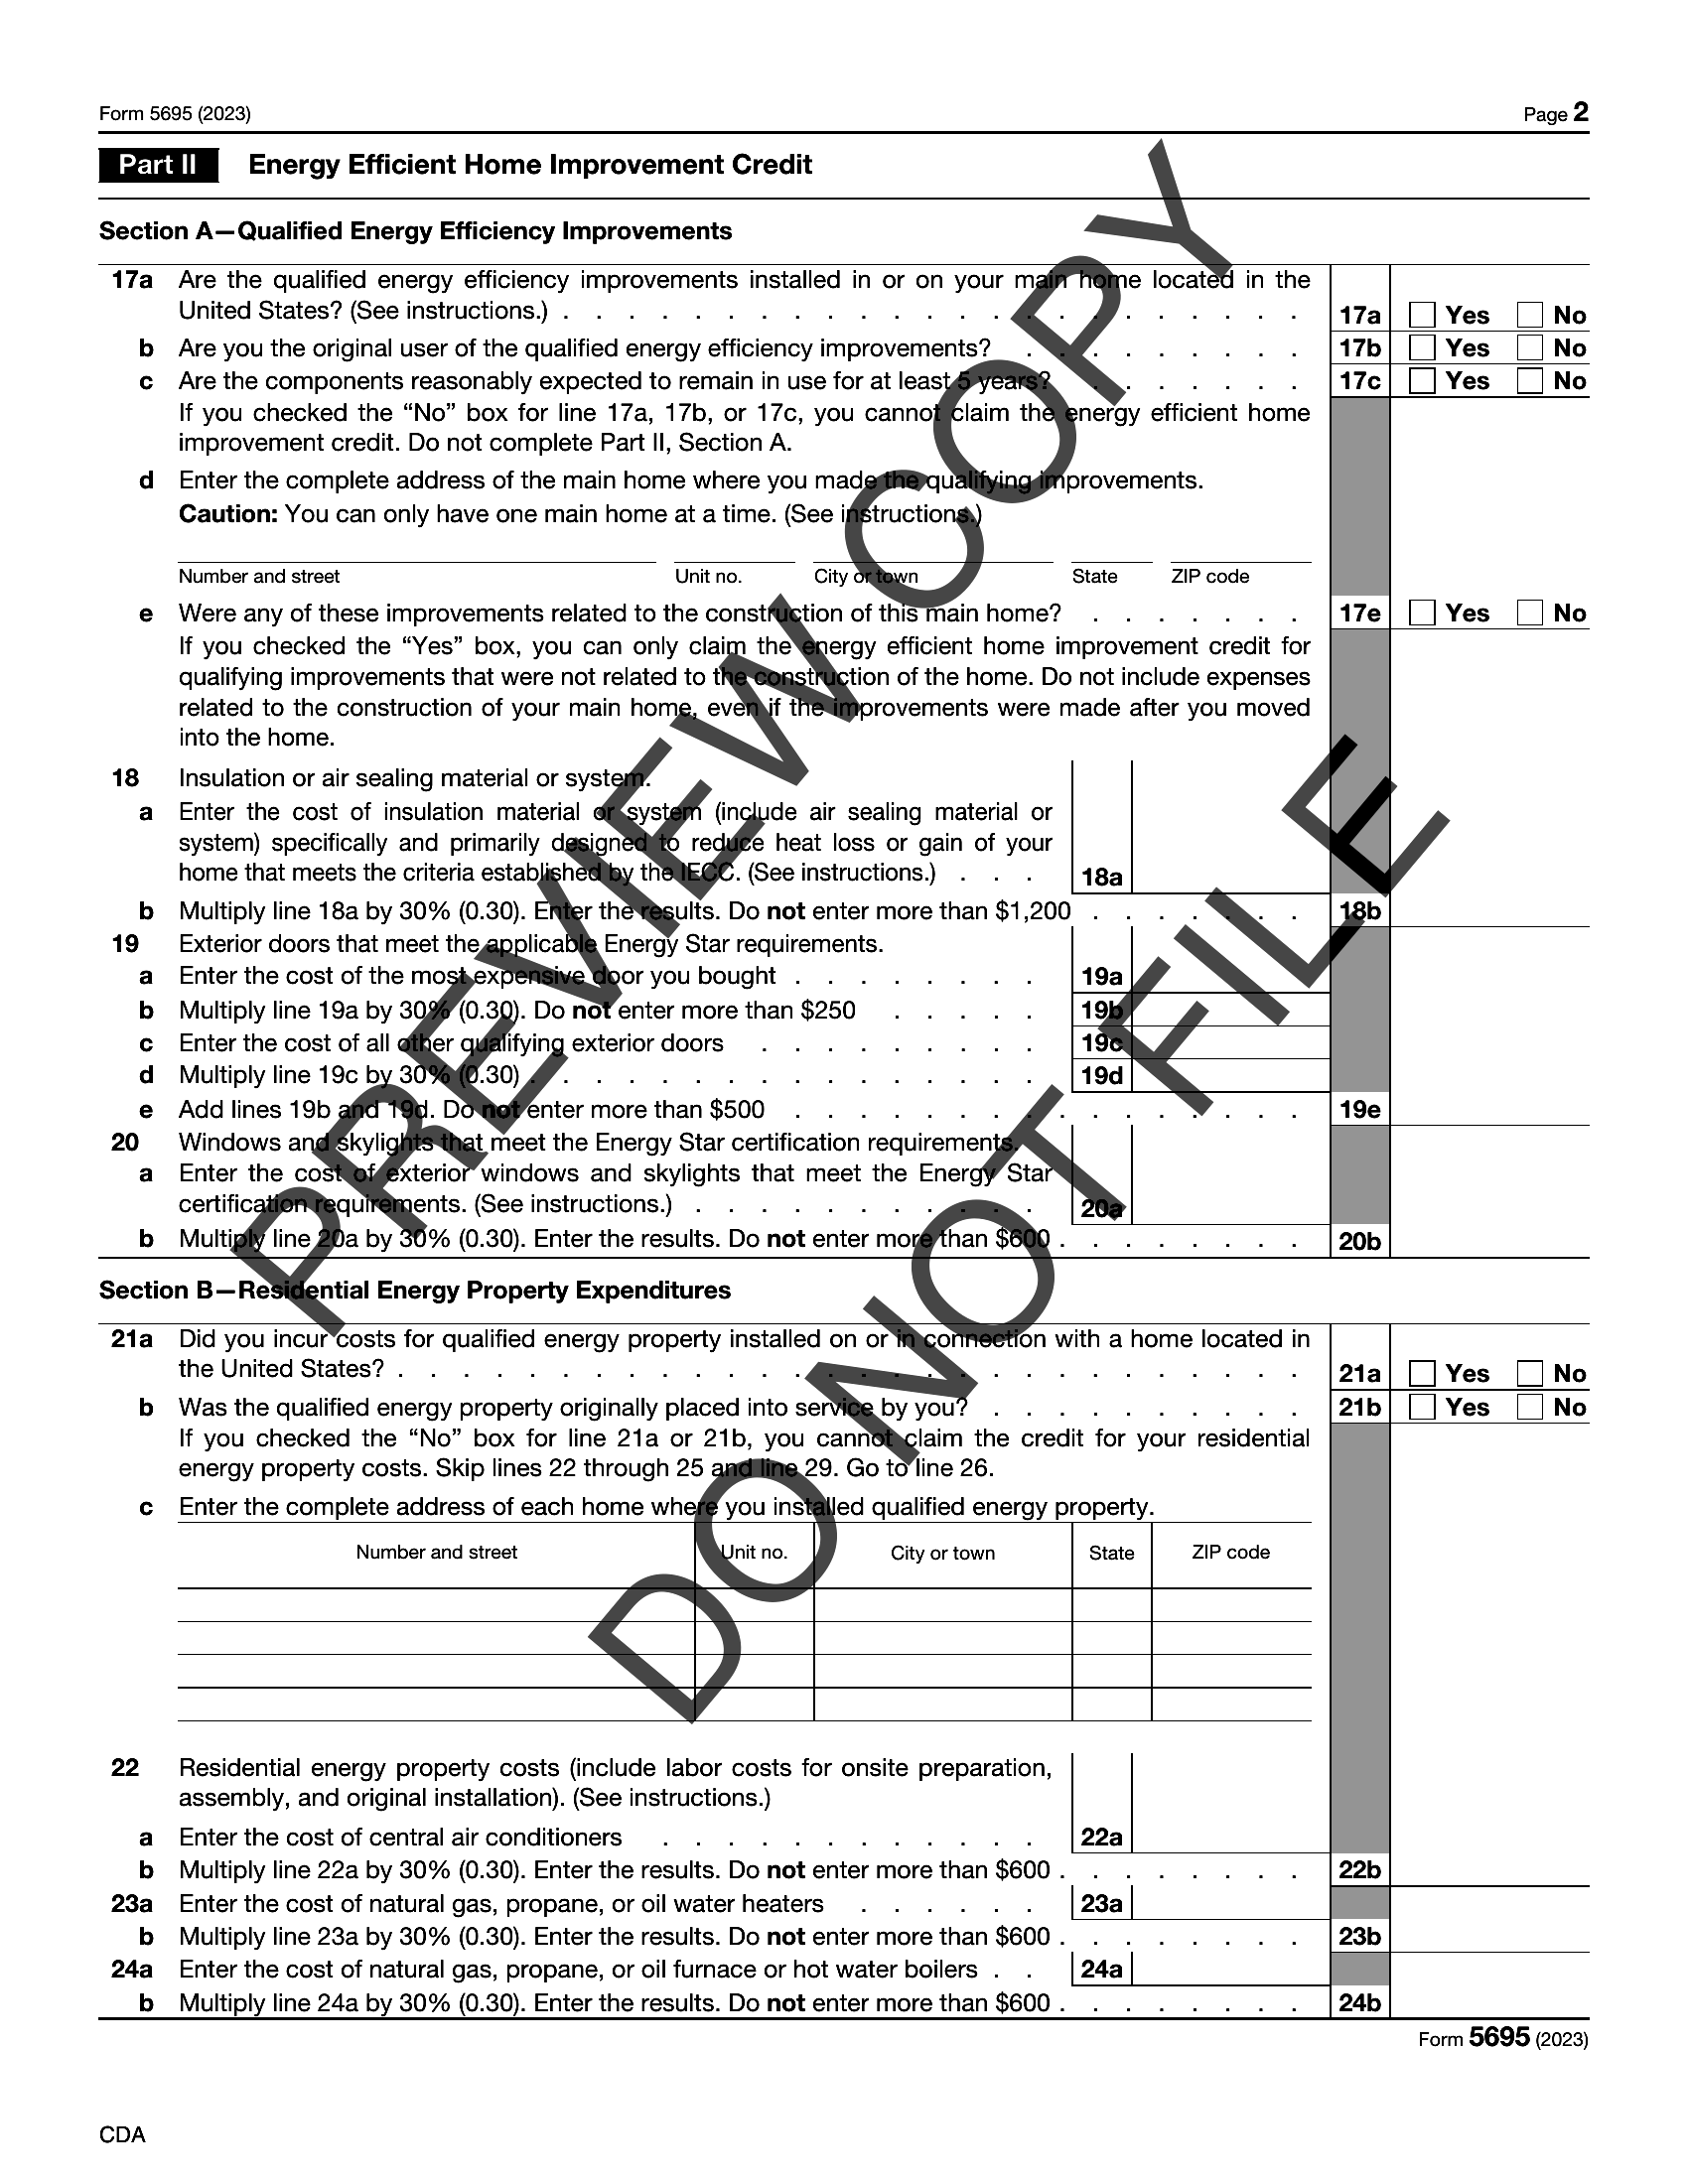 Form 5695 (2023) Page 2
Part II Energy Efficient Home Improvement Credit
Section A—Qualified Energy Efficiency Improvements
17a Are the qualified energy efficiency improvements installed in or on your main home located in the
United States? (See instructions.) . . . . . . . . . . . . . . . . . . . . . . . 17a Yes No
b Are you the original user of the qualified energy efficiency improvements? . . . . . . . . . 17b Yes No
c Are the components reasonably expected to remain in use for at least 5 years? . . . . . . . 17c Yes No
If you checked the “No” box for line 17a, 17b, or 17c, you cannot claim the energy efficient home
improvement credit. Do not complete Part II, Section A.
d Enter the complete address of the main home where you made the qualifying improvements.
Caution: You can only have one main home at a time. (See instructions.)
Number and street Unit no. City or town State ZIP code
e Were any of these improvements related to the construction of this main home? . . . . . . . 17e Yes No
If you checked the “Yes” box, you can only claim the energy efficient home improvement credit for
qualifying improvements that were not related to the construction of the home. Do not include expenses
related to the construction of your main home, even if the improvements were made after you moved
into the home.
18 Insulation or air sealing material or system.
a Enter the cost of insulation material or system (include air sealing material or
system) specifically and primarily designed to reduce heat loss or gain of your
home that meets the criteria established by the IECC. (See instructions.) . . . 18a
b Multiply line 18a by 30% (0.30). Enter the results. Do not enter more than $1,200 . . . . . . . 18b
19 Exterior doors that meet the applicable Energy Star requirements.
a Enter the cost of the most expensive door you bought . . . . . . . . 19a
b Multiply line 19a by 30% (0.30). Do not enter more than $250 . . . . . 19b
c Enter the cost of all other qualifying exterior doors . . . . . . . . . 19c
d Multiply line 19c by 30% (0.30) . . . . . . . . . . . . . . . . 19d
e Add lines 19b and 19d. Do not enter more than $500 . . . . . . . . . . . . . . . . 19e
20 Windows and skylights that meet the Energy Star certification requirements.
a Enter the cost of exterior windows and skylights that meet the Energy Star
certification requirements. (See instructions.) . . . . . . . . . . . 20a
b Multiply line 20a by 30% (0.30). Enter the results. Do not enter more than $600 . . . . . . . . 20b
Section B—Residential Energy Property Expenditures
21a Did you incur costs for qualified energy property installed on or in connection with a home located in
the United States? . . . . . . . . . . . . . . . . . . . . . . . . . . . . 21a Yes No
b Was the qualified energy property originally placed into service by you? . . . . . . . . . . 21b Yes No
If you checked the “No” box for line 21a or 21b, you cannot claim the credit for your residential
energy property costs. Skip lines 22 through 25 and line 29. Go to line 26.
c Enter the complete address of each home where you installed qualified energy property.
Number and street Unit no. City or town State ZIP code
22 Residential energy property costs (include labor costs for onsite preparation,
assembly, and original installation). (See instructions.)
a Enter the cost of central air conditioners . . . . . . . . . . . . 22a
b Multiply line 22a by 30% (0.30). Enter the results. Do not enter more than $600 . . . . . . . . 22b
23a Enter the cost of natural gas, propane, or oil water heaters . . . . . . 23a
b Multiply line 23a by 30% (0.30). Enter the results. Do not enter more than $600 . . . . . . . . 23b
24a Enter the cost of natural gas, propane, or oil furnace or hot water boilers . . 24a
b Multiply line 24a by 30% (0.30). Enter the results. Do not enter more than $600 . . . . . . . . 24b
Form 5695 (2023)
CDA
PREVIEW COPY
DO NOT FILE